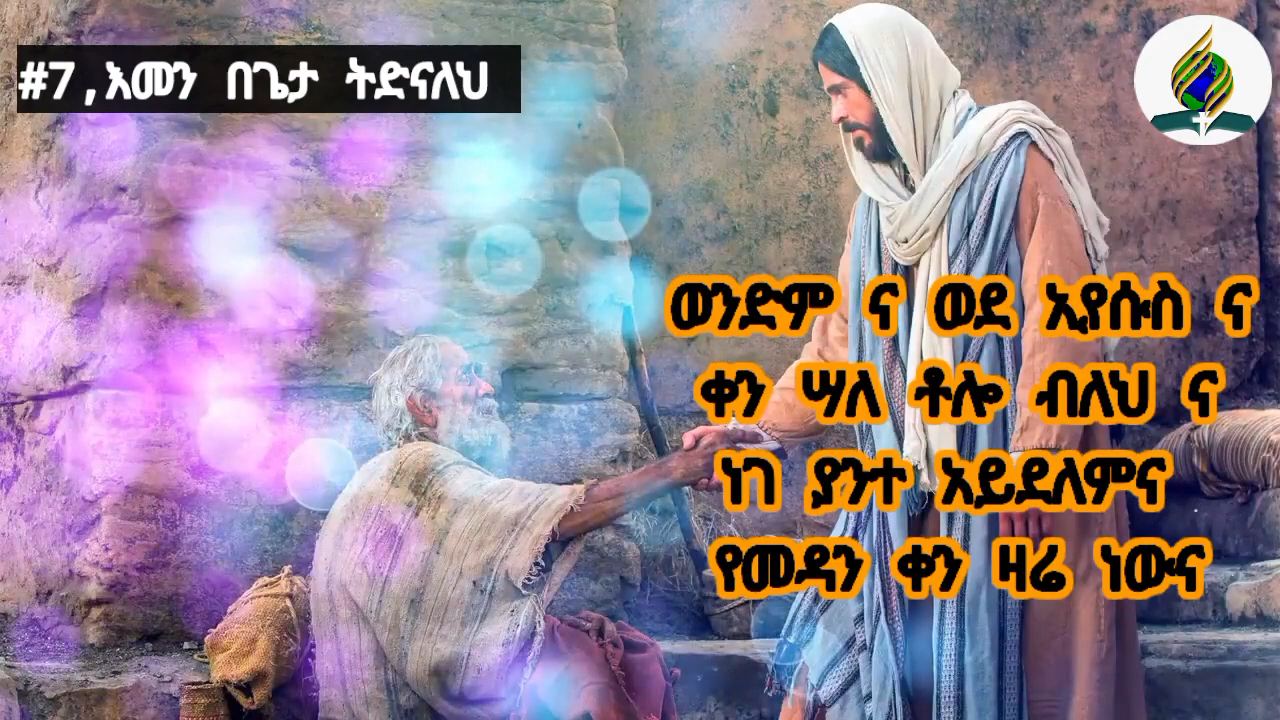 #7,እመን በጌታ ትድናለህ
ወንድም ና ወደ ኢየሱስ ና
ቀን ሣለ ቶሎ ብለህ ና
ነገ ያንተ አይደለምና
የመዳን ቀን ዛሬ ነውና